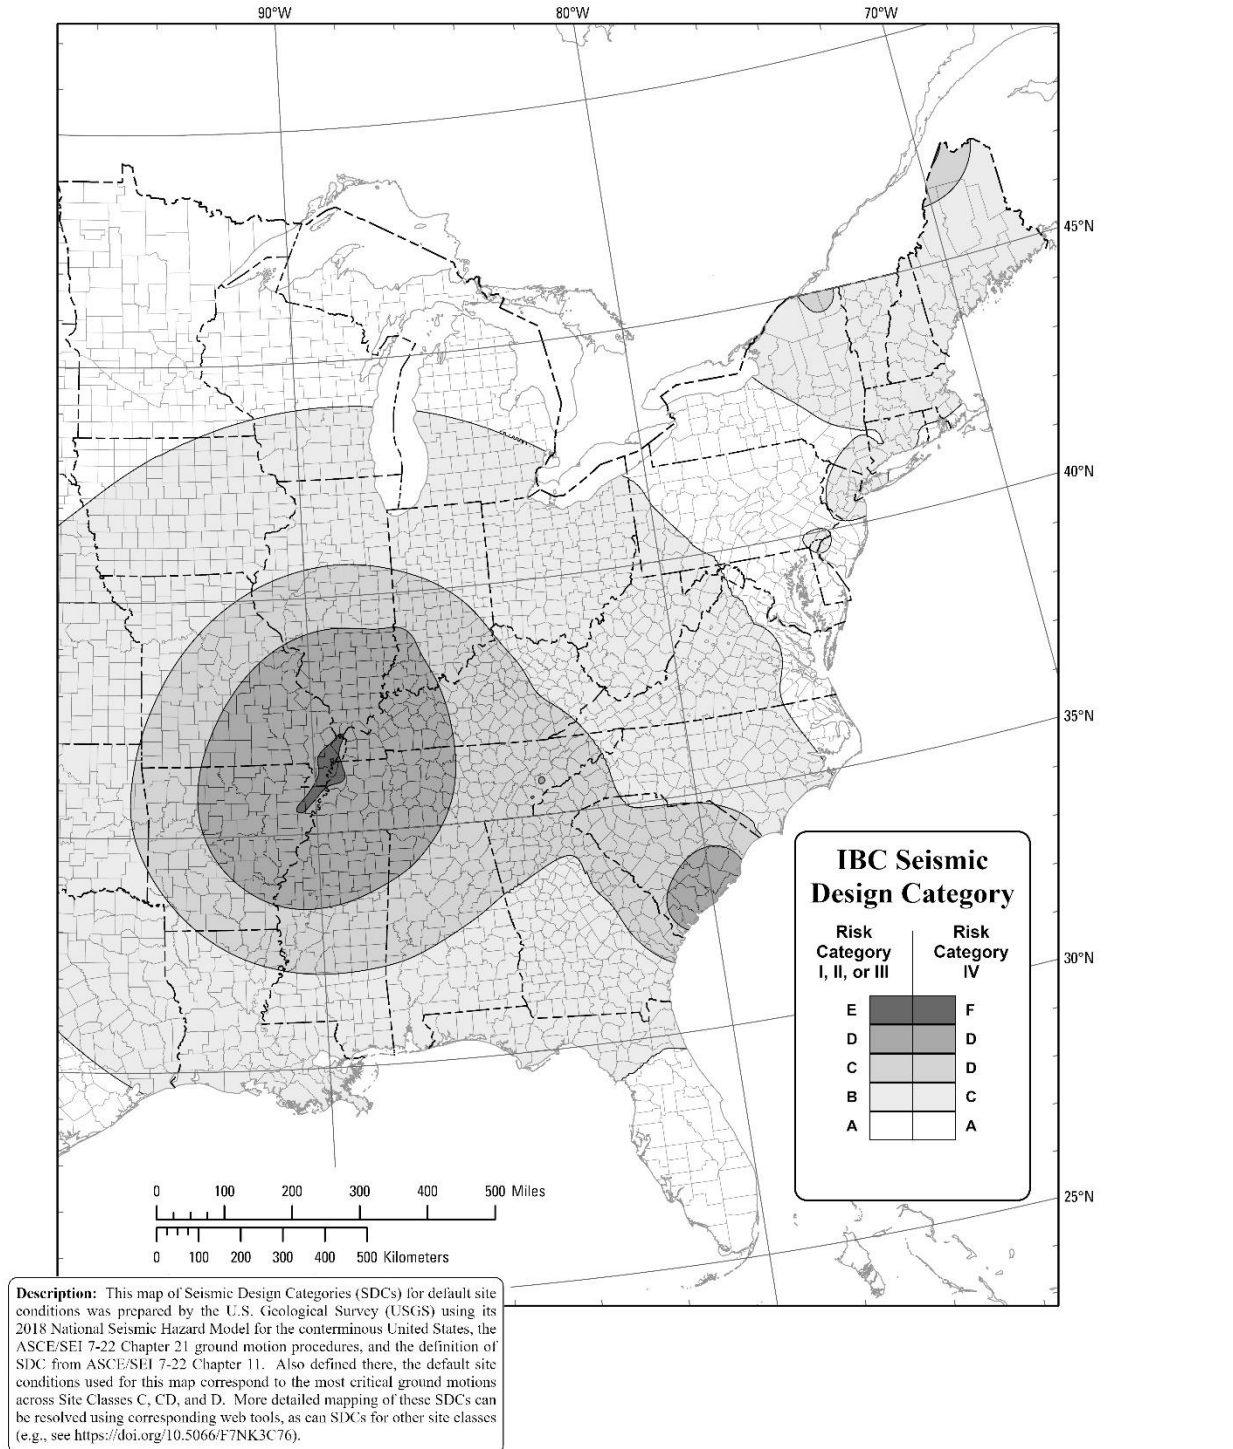 90°W
80°W
70°W
45°N
40°N
35°N
30°N
25°N
IBC Seismic
Design Category
Risk
Category
I, II, or III
Risk
Category
IV
E F
D D
C D
B C
A A
0 100 200 300 400 500 Miles
0 100 200 300 400 500 Kilometers
Description: This map of Seismic Design Categories (SDCs) for default site
conditions was prepared by the U.S. Geological Survey (USGS) using its
2018 National Seismic Hazard Model for the conterminous United States, the
ASCE/SEI 7-22 Chapter 21 ground motion procedures, and the definition of
SDC from ASCE/SEI 7-22 Chapter 11. Also defined there, the default site
conditions used for this map correspond to the most critical ground motions
across Site Classes C, CD, and D. More detailed mapping of these SDCs can
be resolved using corresponding web tools, as can SDCs for other site classes
(e.g., see https://doi.org/10.5066/F7NK3C76).